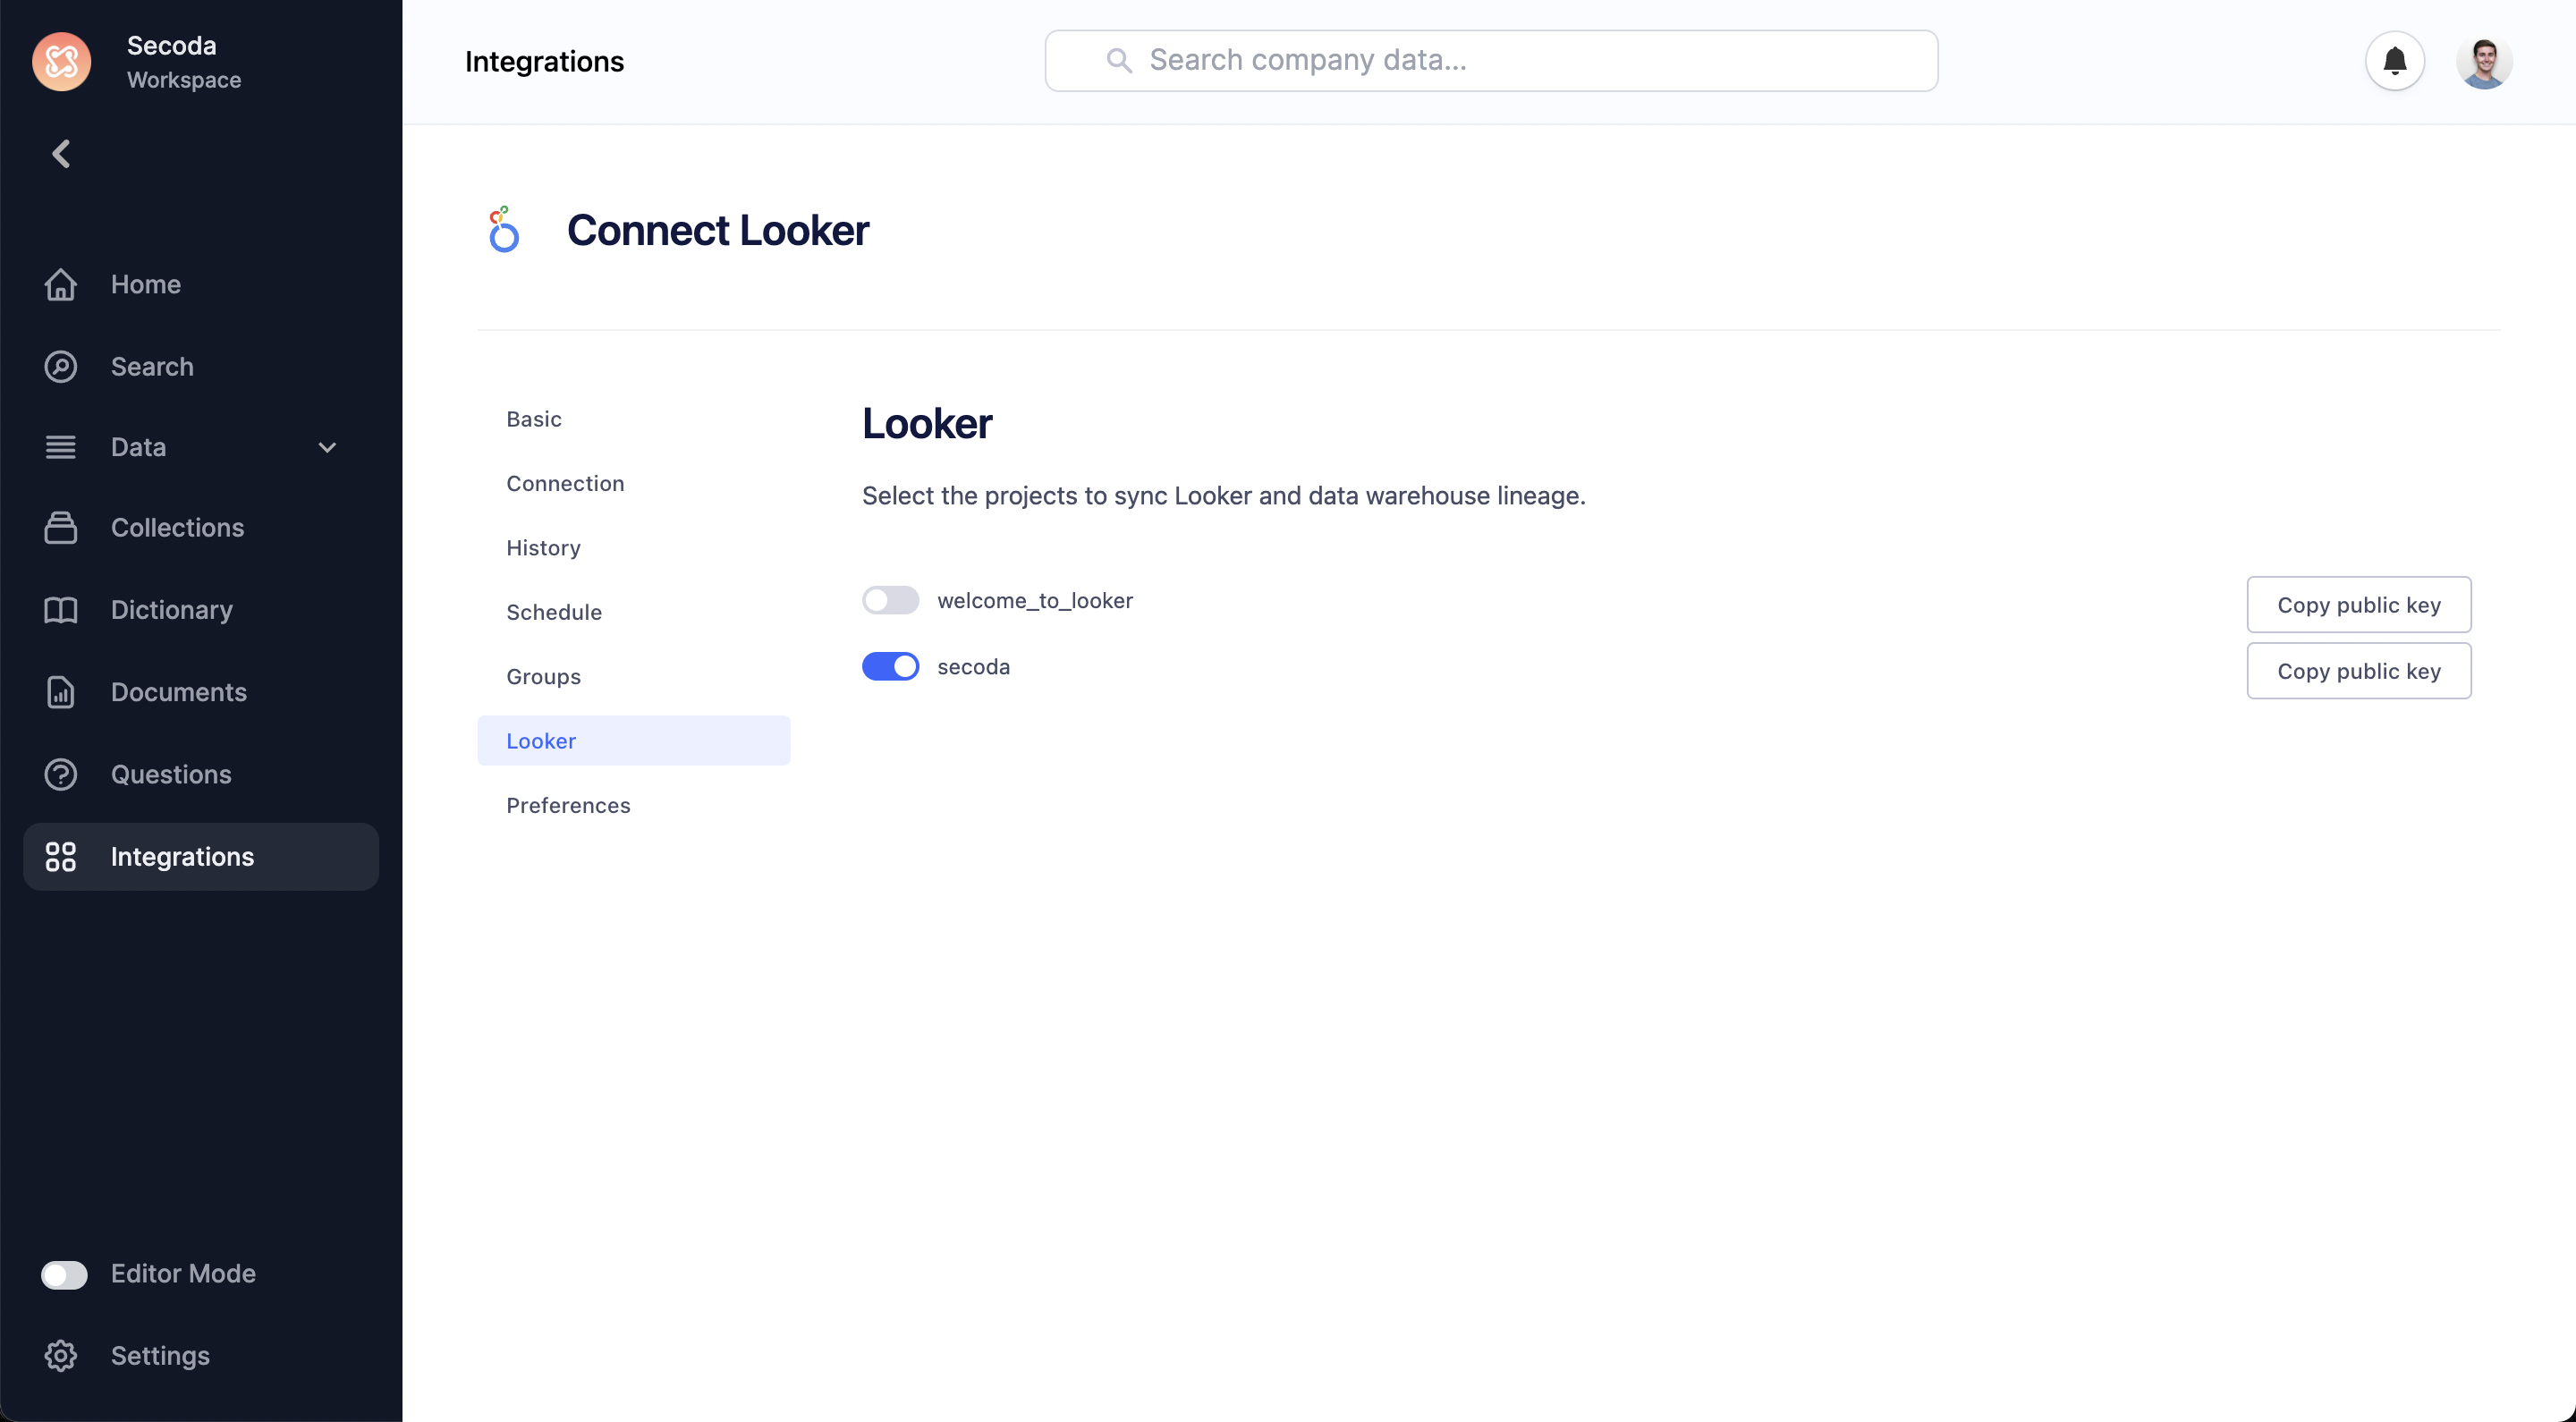 Secoda
Workspace
Home
Search
Data
Collections
Dictionary
Documents
Questions
Integrations
Editor Mode
Settings
Integrations
Search company data...
Connect Looker
Basic
Connection
History
Schedule
Groups
Looker
Preferences
Looker
Select the projects to sync Looker and data warehouse lineage.
welcome_to_looker
Copy public key
secoda
Copy public key